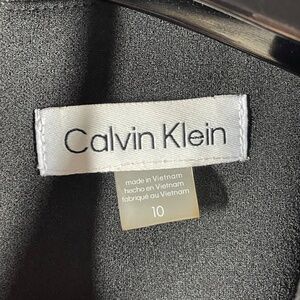 Calvin Klein
made in Vietnam
hecho en Vietnam
fabriqué au Vietnam
10